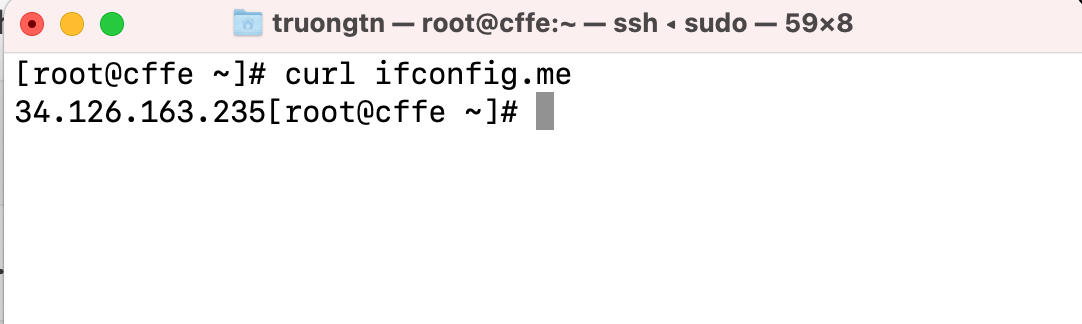 truongtn — root@cffe:~ — ssh ◂ sudo — 59×8
[root@cffe ~]# curl ifconfig.me
34.126.163.235[root@cffe ~]#